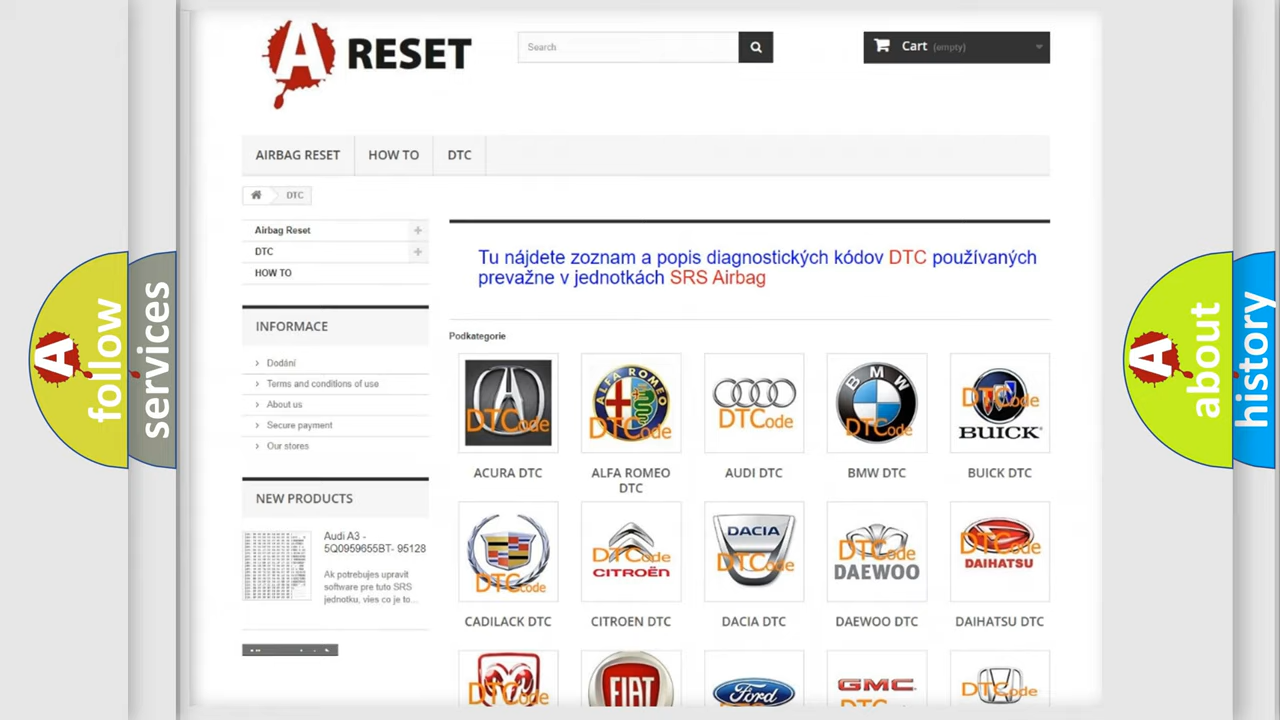 A RESET
Search
Cart (empty)
AIRBAG RESET
HOW TO
DTC
DTC
Airbag Reset
DTC
HOW TO
Tu nájdete zoznam a popis diagnostických kódov DTC používaných
prevažne v jednotkách SRS Airbag
INFORMACE
Dodání
Terms and conditions of use
About us
Secure payment
Our stores
Podkategorie
DTCode
ALFA ROMEO
DTCode
DTCode
BMW
DTCode
DTCode
BUICK
ACURA DTC
ALFA ROMEO
DTC
AUDI DTC
BMW DTC
BUICK DTC
NEW PRODUCTS
Audi A3 -
5Q0959655BT- 95128
Ak potrebujes upravit
software pre tuto SRS
jednotku, vies co je to...
DTCode
DTCode
CITROËN
DACIA
DTCode
DTCode
DAEWOO
DTCode
DAIHATSU
CADILACK DTC
CITROEN DTC
DACIA DTC
DAEWOO DTC
DAIHATSU DTC
DTCode
FIAT
Ford
GMC
DTCode
A follow
services
A about
history